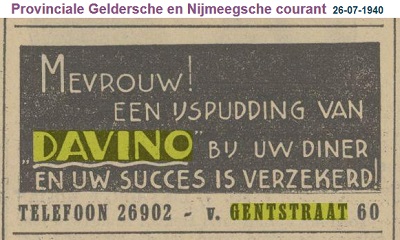 Provinciale Geldersche en Nijmeegsche courant 26-07-1940
MEVROUW!
EEN IJSPUDDING VAN
„DAVINO" BIJ UW DINER
EN UW SUCCES IS VERZEKERD!
TELEFOON 26902 - v. GENTSTRAAT 60